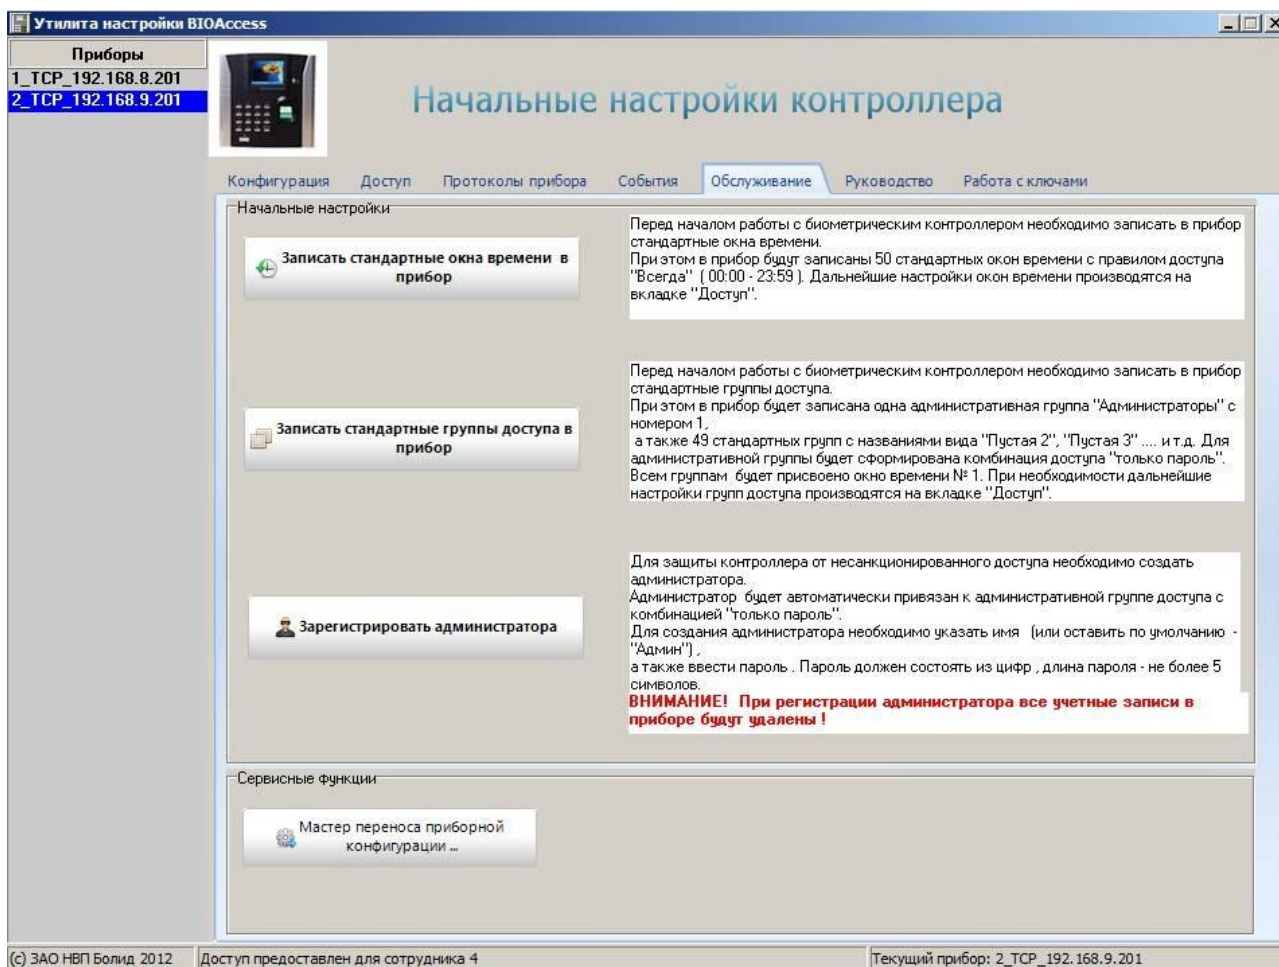 Утилита настройки BIOAccess
Приборы
1_TCP_192.168.8.201
2_TCP_192.168.9.201
Начальные настройки контроллера
Конфигурация Доступ Протоколы прибора События Обслуживание Руководство Работа с ключами
Начальные настройки
Записать стандартные окна времени в
прибор
Перед началом работы с биометрическим контроллером необходимо записать в прибор
стандартные окна времени.
При этом в прибор будут записаны 50 стандартных окон времени с правилом доступа
"Всегда" ( 00:00 - 23:59 ). Дальнейшие настройки окон времени производятся на
вкладке "Доступ".
Записать стандартные группы доступа в
прибор
Перед началом работы с биометрическим контроллером необходимо записать в прибор
стандартные группы доступа.
При этом в прибор будет записана одна административная группа "Администраторы" с
номером 1,
а также 49 стандартных групп с названиями вида "Пустая 2", "Пустая 3" .... и т.д. Для
административной группы будет сформирована комбинация доступа "только пароль".
Всем группам будет присвоено окно времени № 1. При необходимости дальнейшие
настройки групп доступа производятся на вкладке "Доступ".
Зарегистрировать администратора
Для защиты контроллера от несанкционированного доступа необходимо создать
администратора.
Администратор будет автоматически привязан к административной группе доступа с
комбинацией "только пароль".
Для создания администратора необходимо указать имя (или оставить по умолчанию -
"Админ") ,
а также ввести пароль . Пароль должен состоять из цифр , длина пароля - не более 5
символов.
ВНИМАНИЕ! При регистрации администратора все учетные записи в
приборе будут удалены !
Сервисные функции
Мастер переноса приборной
конфигурации ...
(c) ЗАО НВП Болид 2012 Доступ предоставлен для сотрудника 4 Текущий прибор: 2_TCP_192.168.9.201